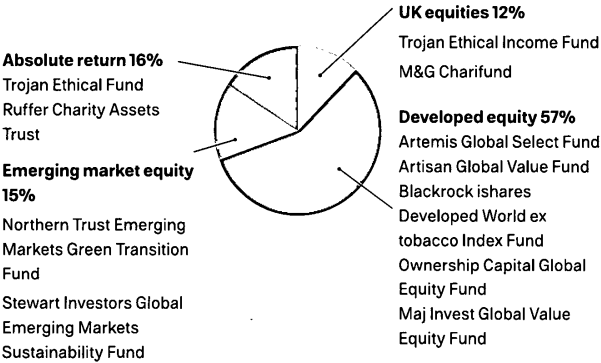 UK equities 12%
Trojan Ethical Income Fund
M&G Charifund
Absolute return 16%
Trojan Ethical Fund
Ruffer Charity Assets
Trust
Developed equity 57%
Artemis Global Select Fund
Artisan Global Value Fund
Blackrock ishares
Developed World ex
tobacco Index Fund
Ownership Capital Global
Equity Fund
Maj Invest Global Value
Equity Fund
Emerging market equity
15%
Northern Trust Emerging
Markets Green Transition
Fund
Stewart Investors Global
Emerging Markets
Sustainability Fund